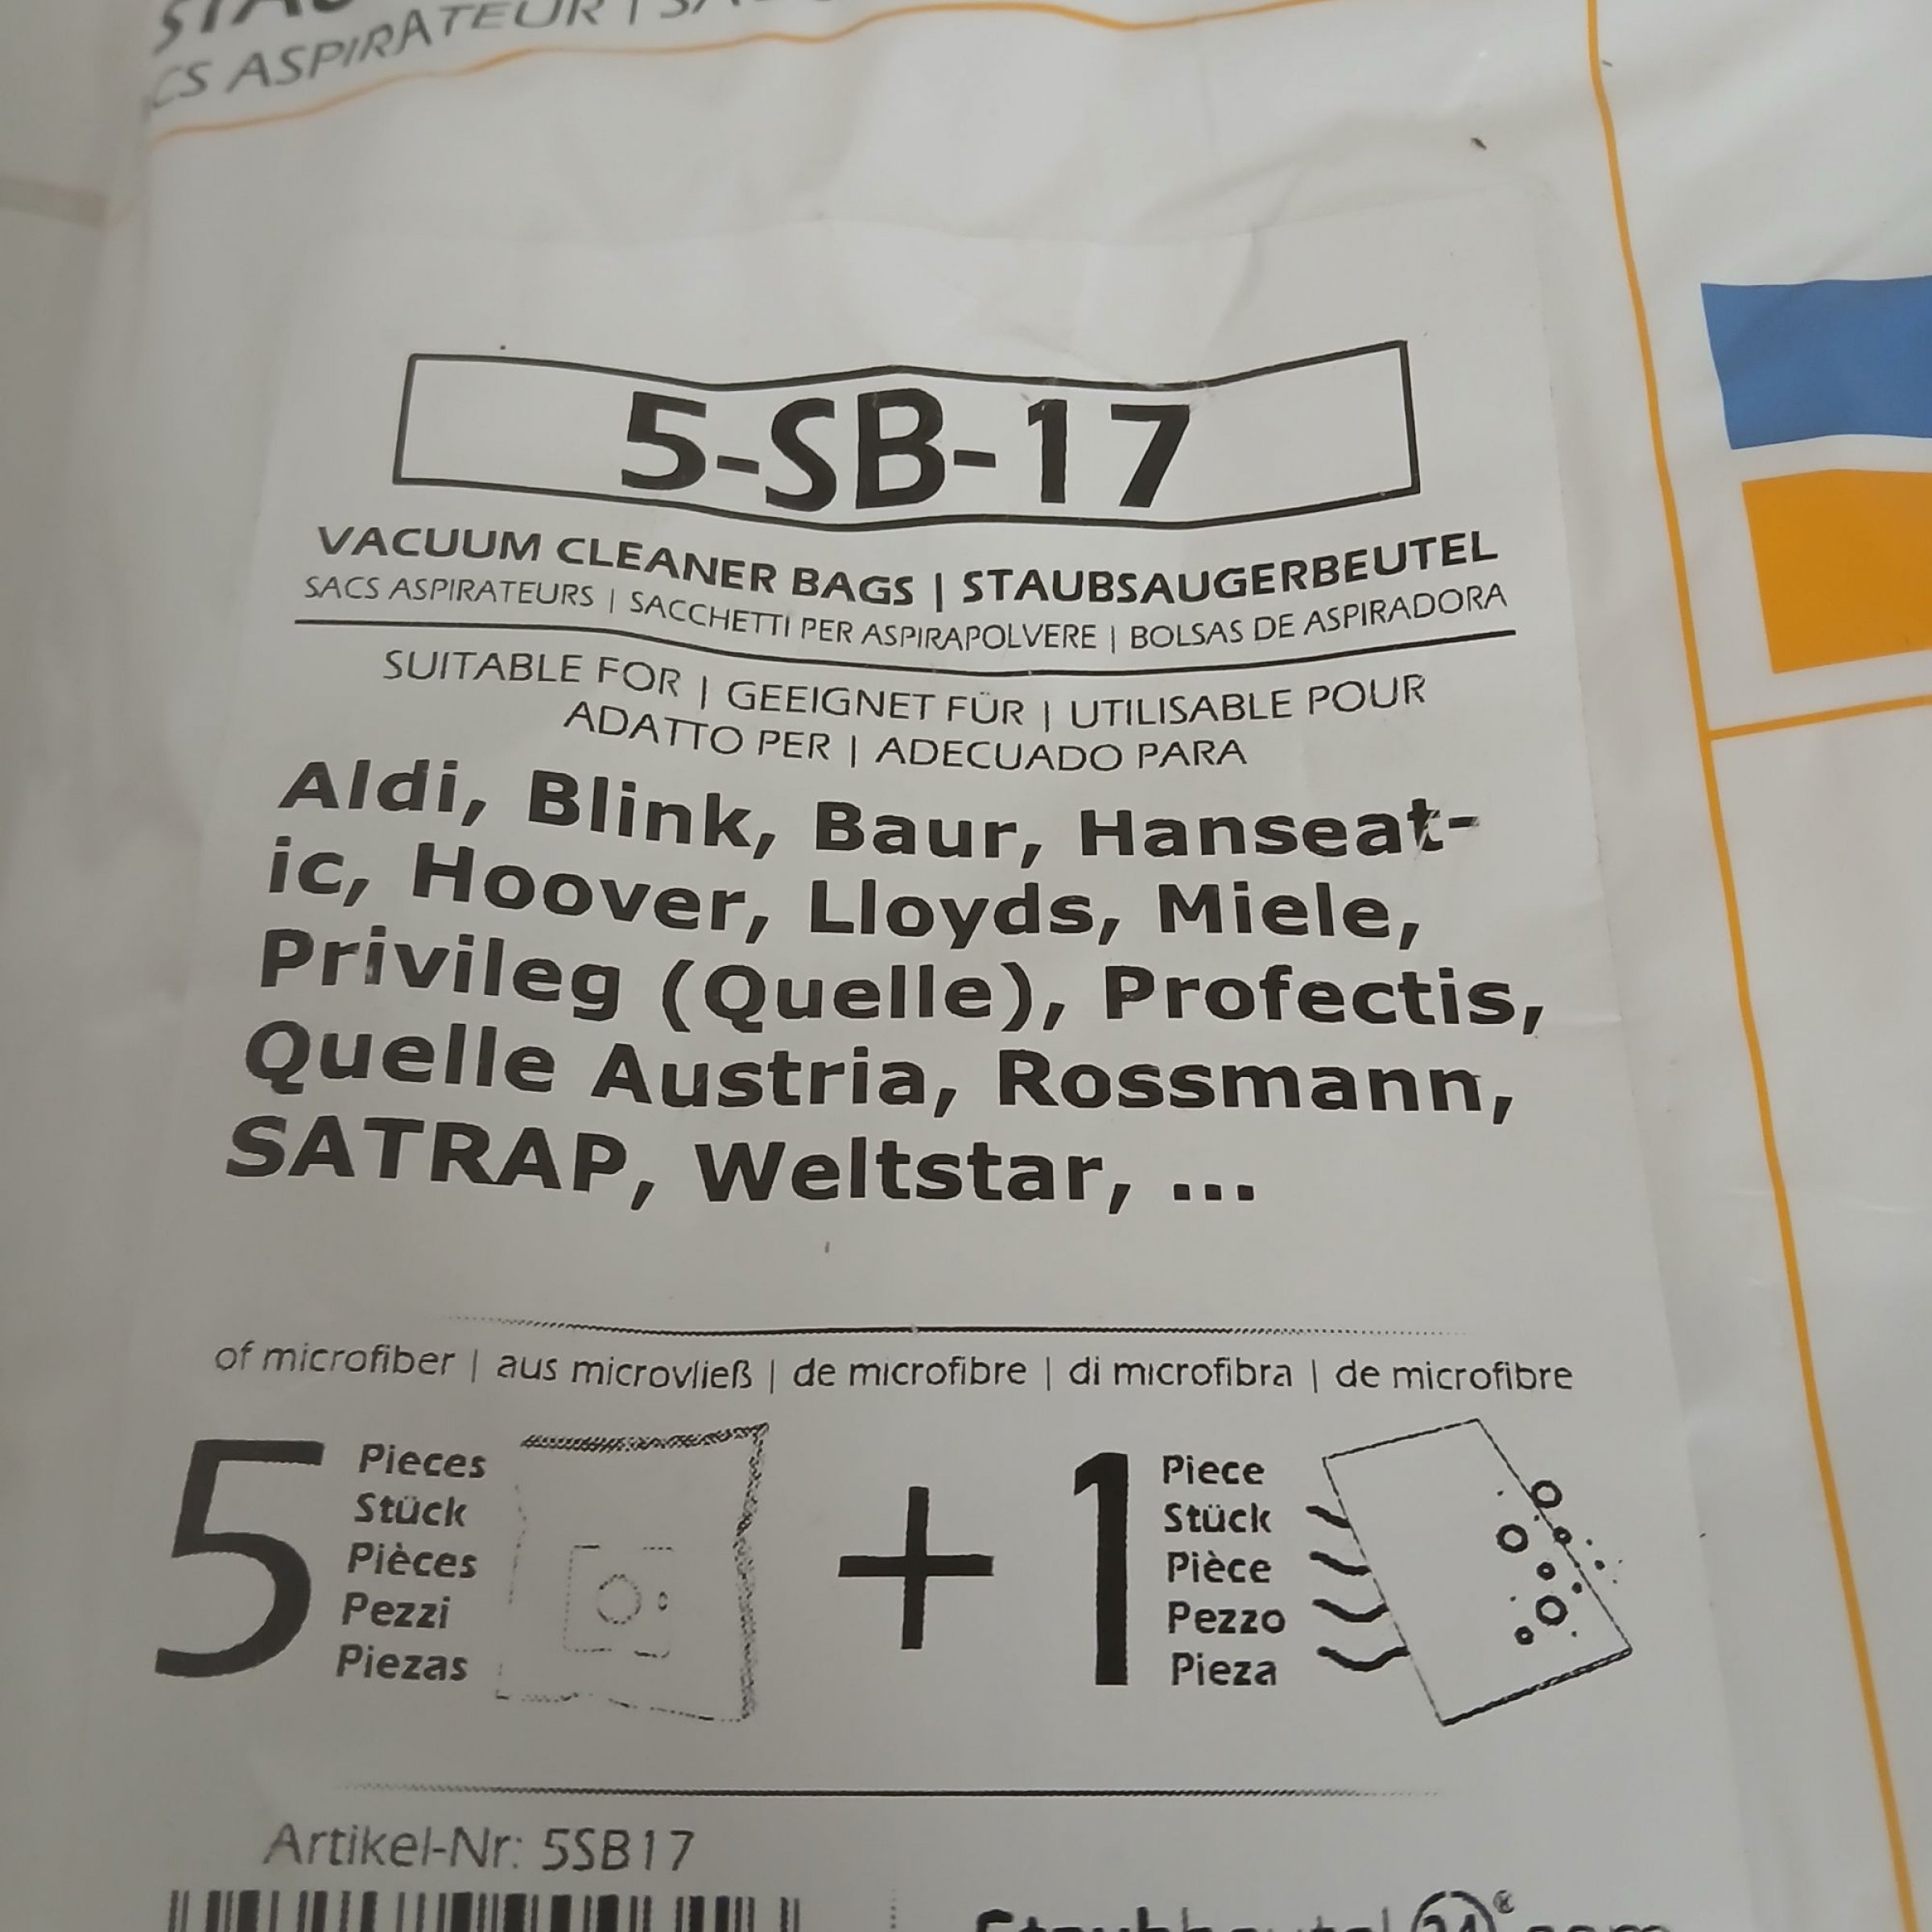 CS ASPIRATEUR |
5-SB-17
VACUUM CLEANER BAGS | STAUBSAUGERBEUTEL
SACS ASPIRATEURS | SACCHETTI PER ASPIRAPOLVERE | BOLSAS DE ASPIRADORA
SUITABLE FOR | GEEIGNET FÜR | UTILISABLE POUR
ADATTO PER | ADECUADO PARA
Aldi, Blink, Baur, Hanseat-
ic, Hoover, Lloyds, Miele,
Privileg (Quelle), Profectis,
Quelle Austria, Rossmann,
SATRAP, Weltstar, ...
of microfiber | aus microvließ | de microfibre | di microfibra | de microfibre
5
Pieces
Stück
Pièces
Pezzi
Piezas
+
1
Piece
Stück
Pièce
Pezzo
Pieza
Artikel-Nr: 5SB17